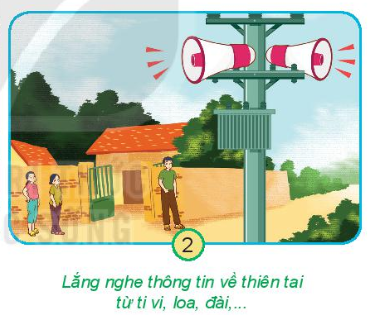 2
Lắng nghe thông tin về thiên tai
từ ti vi, loa, đài,...